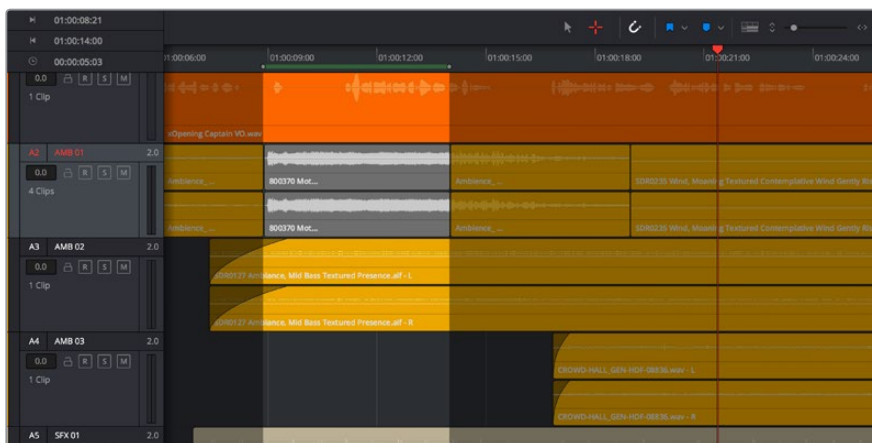 01:00:08:21
01:00:14:00
01:00:05:03
01:00:06:00 01:00:09:00 01:00:12:00 01:00:15:00 01:00:18:00 01:00:21:00 01:00:24:00
0.0 R S M
1 Clip
xOpening Captain VO.wav
A2 AMB 01 2.0
0.0 R S M
4 Clips
Ambience_ ... 800370 Mot... Ambience_ ... SDR0235 Wind, Moaning Textured Contemplative Wind Gently
Ambience_ ... 800370 Mot... Ambience_ ... SDR0235 Wind, Moaning Textured Contemplative Wind Gently
A3 AMB 02 2.0
0.0 R S M
1 Clip
SDR0127 Ambiance, Mid Bass Textured Presence.aif - L
SDR0127 Ambiance, Mid Bass Textured Presence.aif - R
A4 AMB 03 2.0
0.0 R S M
1 Clip
CROWD-HALL_GEN-HDF-08836.wav - L
CROWD-HALL_GEN-HDF-08836.wav - R
A5 SFX 01 2.0